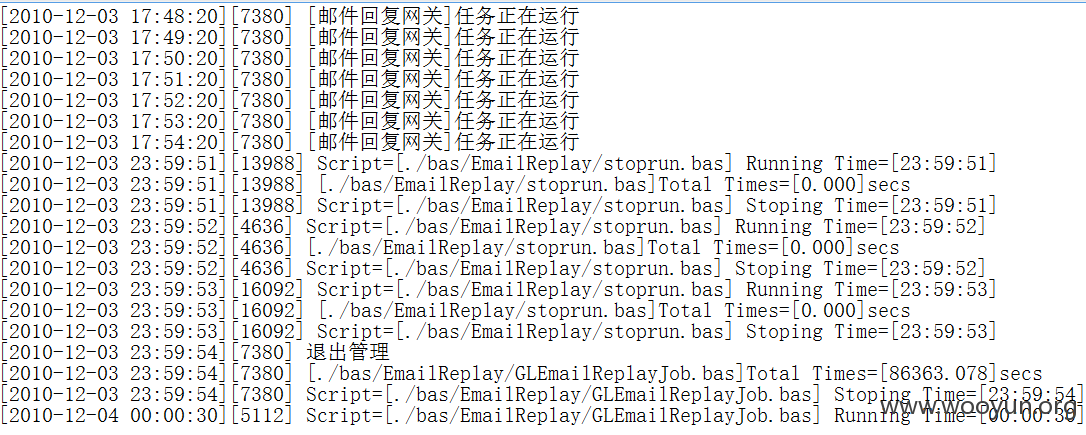 [2010-12-03 17:48:20][7380] [邮件回复网关]任务正在运行
[2010-12-03 17:49:20][7380] [邮件回复网关]任务正在运行
[2010-12-03 17:50:20][7380] [邮件回复网关]任务正在运行
[2010-12-03 17:51:20][7380] [邮件回复网关]任务正在运行
[2010-12-03 17:52:20][7380] [邮件回复网关]任务正在运行
[2010-12-03 17:53:20][7380] [邮件回复网关]任务正在运行
[2010-12-03 17:54:20][7380] [邮件回复网关]任务正在运行
[2010-12-03 23:59:51][13988] Script=[./bas/EmailReplay/stoprun.bas] Running Time=[23:59:51]
[2010-12-03 23:59:51][13988] [./bas/EmailReplay/stoprun.bas]Total Times=[0.000]secs
[2010-12-03 23:59:51][13988] Script=[./bas/EmailReplay/stoprun.bas] Stoping Time=[23:59:51]
[2010-12-03 23:59:52][4636] Script=[./bas/EmailReplay/stoprun.bas] Running Time=[23:59:52]
[2010-12-03 23:59:52][4636] [./bas/EmailReplay/stoprun.bas]Total Times=[0.000]secs
[2010-12-03 23:59:52][4636] Script=[./bas/EmailReplay/stoprun.bas] Stoping Time=[23:59:52]
[2010-12-03 23:59:53][16092] Script=[./bas/EmailReplay/stoprun.bas] Running Time=[23:59:53]
[2010-12-03 23:59:53][16092] [./bas/EmailReplay/stoprun.bas]Total Times=[0.000]secs
[2010-12-03 23:59:53][16092] Script=[./bas/EmailReplay/stoprun.bas] Stoping Time=[23:59:53]
[2010-12-03 23:59:54][7380] 退出管理
[2010-12-03 23:59:54][7380] [./bas/EmailReplay/GLEmailReplayJob.bas]Total Times=[86363.078]secs
[2010-12-03 23:59:54][7380] Script=[./bas/EmailReplay/GLEmailReplayJob.bas] Stoping Time=[23:59:54]
[2010-12-04 00:00:30][5112] Script=[./bas/EmailReplay/GLEmailReplayJob.bas] Running Time=[00:00:30]
www.wooyun.org